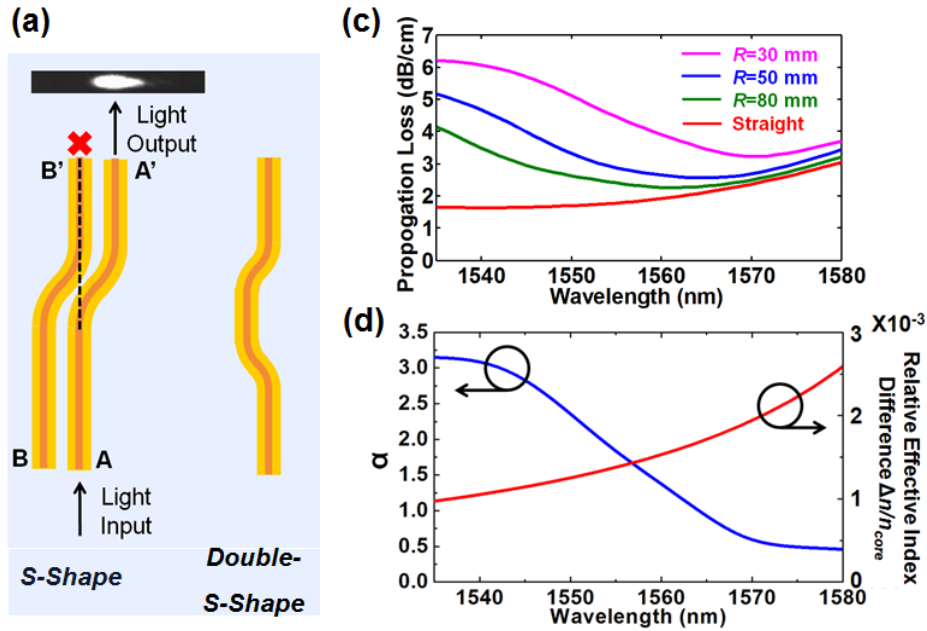 (a)
Light
Output
B'
A'
B
A
Light
Input
S-Shape
Double-
S-Shape
(c)
Propogation Loss (dB/cm)
7
6
5
4
3
2
1
0
R=30 mm
R=50 mm
R=80 mm
Straight
1540 1550 1560 1570 1580
Wavelength (nm)
(d)
α
3.5
3.0
2.5
2.0
1.5
1.0
0.5
0.0
X10⁻³
3
2
1
0
Relative Effective Index
Difference Δn/n_core
1540 1550 1560 1570 1580
Wavelength (nm)